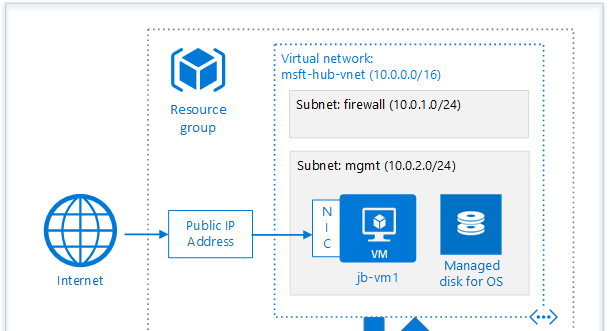 Virtual network:
msft-hub-vnet (10.0.0.0/16)
Resource
group
Subnet: firewall (10.0.1.0/24)
Subnet: mgmt (10.0.2.0/24)
Internet
Public IP
Address
N
I
C
VM
jb-vm1
Managed
disk for OS